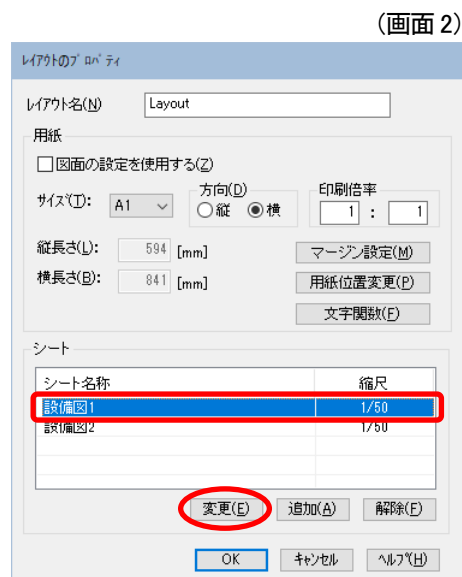 (画面 2)
レイアウトのプロパティ
レイアウト名(N) Layout
用紙
図面の設定を使用する(Z)
サイズ(T): A1 方向(D) 縦 横 印刷倍率 1 : 1
縦長さ(L): 594 [mm] マージン設定(M)
横長さ(B): 841 [mm] 用紙位置変更(P)
文字関数(F)
シート
シート名称 縮尺
設備図1 1/50
設備図2 1/50
変更(E) 追加(A) 解除(F)
OK キャンセル ヘルプ(H)